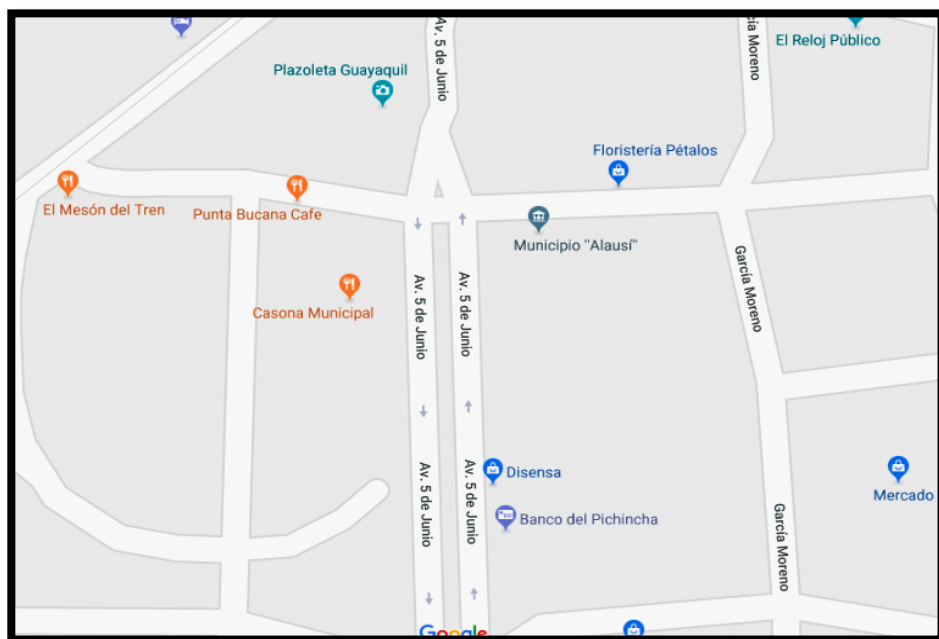 Av. 5 de Junio
García Moreno
El Reloj Público
Plazoleta Guayaquil
Floristería Pétalos
El Mesón del Tren
Punta Bucana Cafe
Municipio "Alausí"
Casona Municipal
Av. 5 de Junio
Av. 5 de Junio
García Moreno
Disensa
Av. 5 de Junio
Av. 5 de Junio
Mercado
Banco del Pichincha
García Moreno
Google